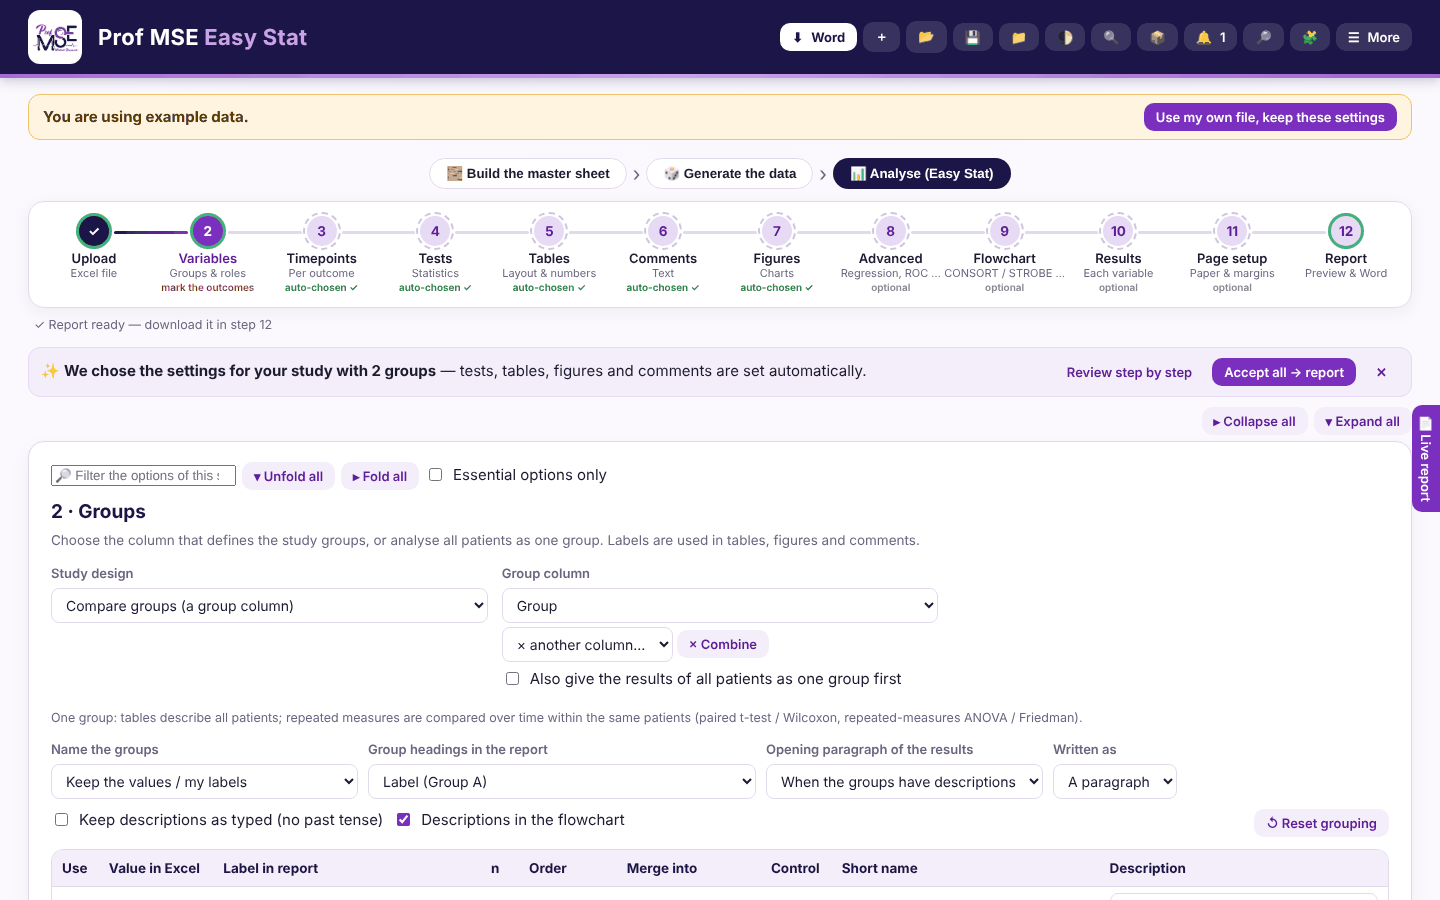 Prof MSE
Prof MSE Easy Stat
⬇ Word
+
🔔 1
☰ More
You are using example data.
Use my own file, keep these settings
🧱 Build the master sheet › 🎲 Generate the data › 📊 Analyse (Easy Stat)
✓ 2 3 4 5 6 7 8 9 10 11 12
Upload Variables Timepoints Tests Tables Comments Figures Advanced Flowchart Results Page setup Report
Excel file Groups & roles Per outcome Statistics Layout & numbers Text Charts Regression, ROC ... CONSORT / STROBE ... Each variable Paper & margins Preview & Word
mark the outcomes auto-chosen ✓ auto-chosen ✓ auto-chosen ✓ auto-chosen ✓ auto-chosen ✓ optional optional optional optional
✓ Report ready — download it in step 12
✨ We chose the settings for your study with 2 groups — tests, tables, figures and comments are set automatically.
Review step by step
Accept all → report
✕
▸ Collapse all
▾ Expand all
📄 Live report
🔎 Filter the options of this s
▾ Unfold all
▸ Fold all
Essential options only
2 · Groups
Choose the column that defines the study groups, or analyse all patients as one group. Labels are used in tables, figures and comments.
Study design Group column
Compare groups (a group column) Group
× another column...
× Combine
Also give the results of all patients as one group first
One group: tables describe all patients; repeated measures are compared over time within the same patients (paired t-test / Wilcoxon, repeated-measures ANOVA / Friedman).
Name the groups Group headings in the report Opening paragraph of the results Written as
Keep the values / my labels Label (Group A) When the groups have descriptions A paragraph
Keep descriptions as typed (no past tense) Descriptions in the flowchart
↺ Reset grouping
Use Value in Excel Label in report n Order Merge into Control Short name Description